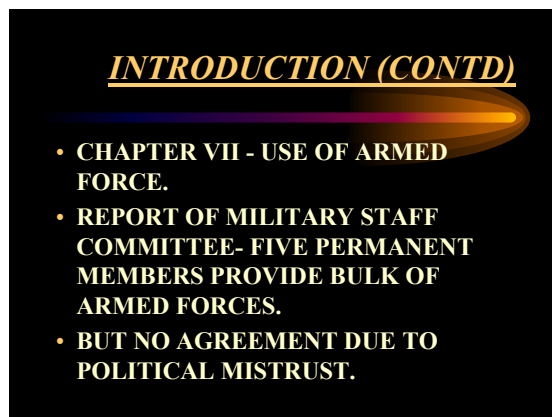 INTRODUCTION (CONTD)
• CHAPTER VII - USE OF ARMED
FORCE.
• REPORT OF MILITARY STAFF
COMMITTEE- FIVE PERMANENT
MEMBERS PROVIDE BULK OF
ARMED FORCES.
• BUT NO AGREEMENT DUE TO
POLITICAL MISTRUST.